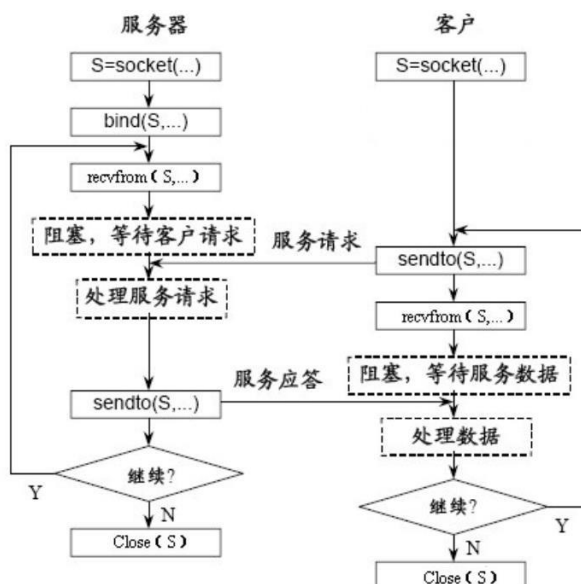 服务器
S=socket(...)
bind(S,...)
recvfrom( S,... )
阻塞，等待客户请求
处理服务请求
sendto(S,...)
继续?
Y
N
Close( S )
服务请求
服务应答
客户
S=socket(...)
sendto(S,...)
recvfrom( S,... )
阻塞，等待服务数据
处理数据
继续?
Y
N
Close( S )